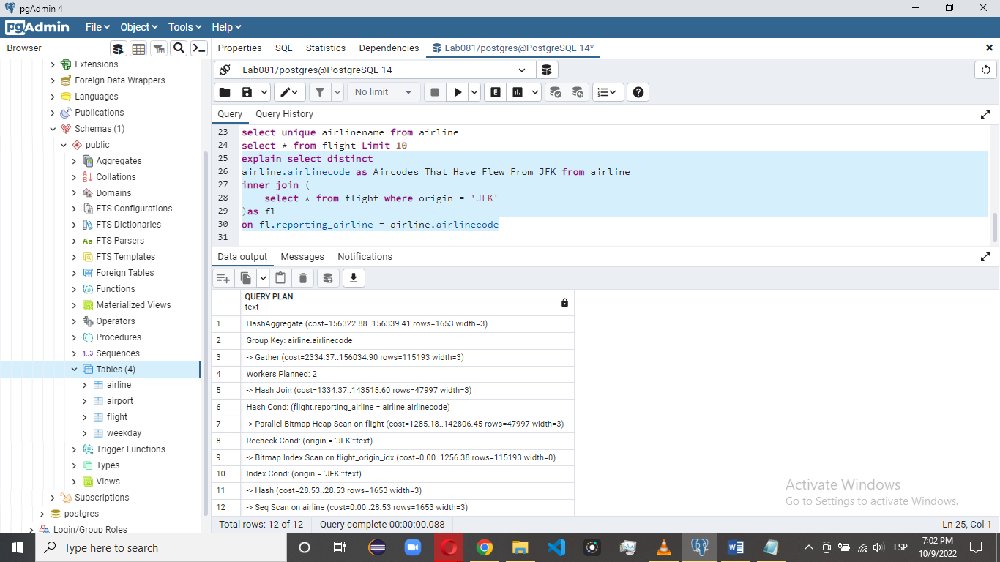 pgAdmin 4
pgAdmin File Object Tools Help
Browser
Properties SQL Statistics Dependencies Lab081/postgres@PostgreSQL 14*
Extensions
Foreign Data Wrappers
Languages
Publications
Schemas (1)
public
Aggregates
Collations
Domains
FTS Configurations
FTS Dictionaries
Aa FTS Parsers
FTS Templates
Foreign Tables
Functions
Materialized Views
Operators
Procedures
1..3 Sequences
Tables (4)
airline
airport
flight
weekday
Trigger Functions
Types
Views
Subscriptions
postgres
Login/Group Roles
Lab081/postgres@PostgreSQL 14
No limit E
Query Query History
23 select unique airlinename from airline
24 select * from flight Limit 10
25 explain select distinct
26 airline.airlinecode as Aircodes_That_Have_Flew_From_JFK from airline
27 inner join (
28 select * from flight where origin = 'JFK'
29 )as fl
30 on fl.reporting_airline = airline.airlinecode
31
Data output Messages Notifications
QUERY PLAN
text
1 HashAggregate (cost=156322.88..156339.41 rows=1653 width=3)
2 Group Key: airline.airlinecode
3 -> Gather (cost=2334.37..156034.90 rows=115193 width=3)
4 Workers Planned: 2
5 -> Hash Join (cost=1334.37..143515.60 rows=47997 width=3)
6 Hash Cond: (flight.reporting_airline = airline.airlinecode)
7 -> Parallel Bitmap Heap Scan on flight (cost=1285.18..142806.45 rows=47997 width=3)
8 Recheck Cond: (origin = 'JFK'::text)
9 -> Bitmap Index Scan on flight_origin_idx (cost=0.00..1256.38 rows=115193 width=0)
10 Index Cond: (origin = 'JFK'::text)
11 -> Hash (cost=28.53..28.53 rows=1653 width=3)
12 -> Seq Scan on airline (cost=0.00..28.53 rows=1653 width=3)
Activate Windows
Go to Settings to activate Windows.
Total rows: 12 of 12 Query complete 00:00:00.088 Ln 25, Col 1
Type here to search
ESP
7:02 PM
10/9/2022